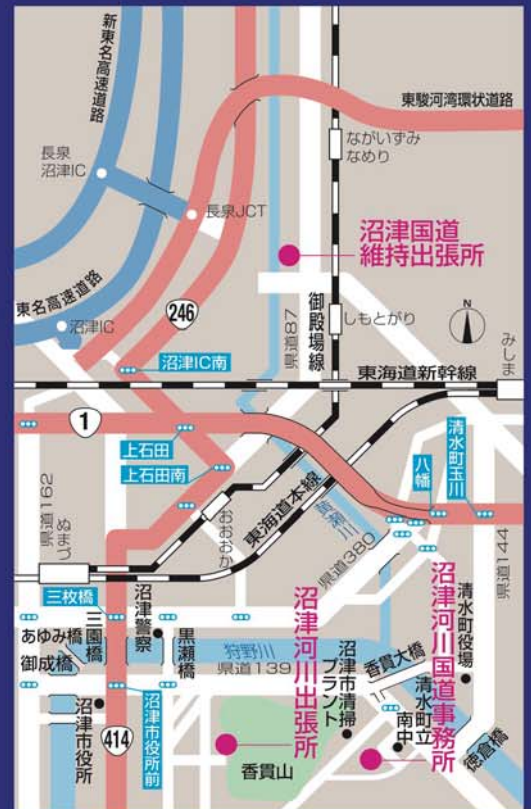 新東名高速道路
東駿河湾環状道路
ながいずみ
なめり
長泉
沼津IC
長泉JCT
沼津国道
維持出張所
東名高速道路
246
県道87
御殿場線
しもとがり
N
みしま
沼津IC
沼津IC南
東海道新幹線
1
上石田
上石田南
八幡
清水町玉川
県道162
ぬまづ
おおおか
東海道本線
黄瀬川
県道380
県道144
三枚橋
沼津警察
黒瀬橋
沼津河川出張所
沼津河川国道事務所
清水町役場
あゆみ橋
三園橋
御成橋
狩野川
県道139
沼津市清掃
プラント
香貫大橋
清水町立
南中
徳倉橋
沼津市役所
414
沼津市役所前
香貫山